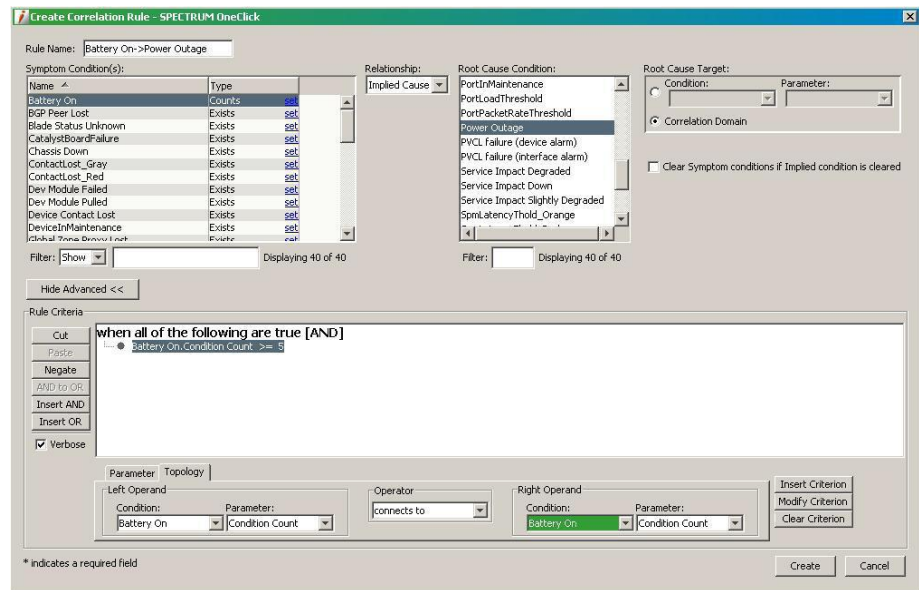 Create Correlation Rule - SPECTRUM OneClick
Rule Name: Battery On->Power Outage
Symptom Condition(s):
Name Type
Battery On Counts set
BGP Peer Lost Exists set
Blade Status Unknown Exists set
CatalystBoardFailure Exists set
Chassis Down Exists set
ContactLost_Gray Exists set
ContactLost_Red Exists set
Dev Module Failed Exists set
Dev Module Pulled Exists set
Device Contact Lost Exists set
DeviceInMaintenance Exists set
Global Zone Proxy Lost Exists set
Filter: Show Displaying 40 of 40
Relationship:
Implied Cause
Root Cause Condition:
PortInMaintenance
PortLoadThreshold
PortPacketRateThreshold
Power Outage
PVCL failure (device alarm)
PVCL failure (interface alarm)
Service Impact Degraded
Service Impact Down
Service Impact Slightly Degraded
SpmLatencyThold_Orange
Filter: Displaying 40 of 40
Root Cause Target:
Condition: Parameter:
Correlation Domain
Clear Symptom conditions if Implied condition is cleared
Hide Advanced <<
Rule Criteria
Cut
Paste
Negate
AND to OR
Insert AND
Insert OR
Verbose
when all of the following are true [AND]
Battery On.Condition Count >= 5
Parameter Topology
Left Operand
Condition: Parameter:
Battery On Condition Count
Operator
connects to
Right Operand
Condition: Parameter:
Battery On Condition Count
Insert Criterion
Modify Criterion
Clear Criterion
* indicates a required field
Create Cancel